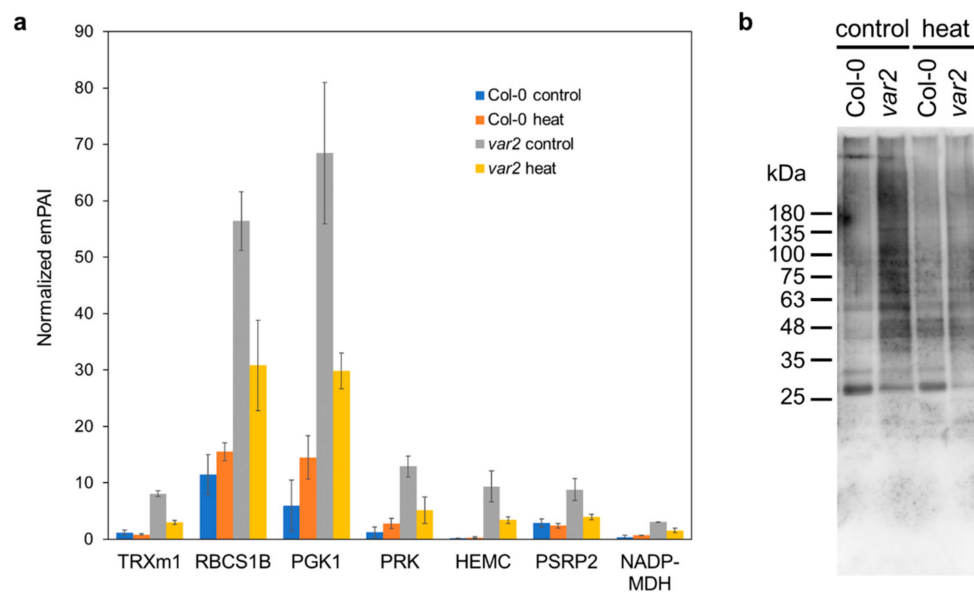 a
Normalized emPAI
90
80
70
60
50
40
30
20
10
0
Col-0 control
Col-0 heat
var2 control
var2 heat
TRXm1 RBCS1B PGK1 PRK HEMC PSRP2 NADP-
MDH
b
control heat
Col-0 var2 Col-0 var2
kDa
180
135
100
75
63
48
35
25